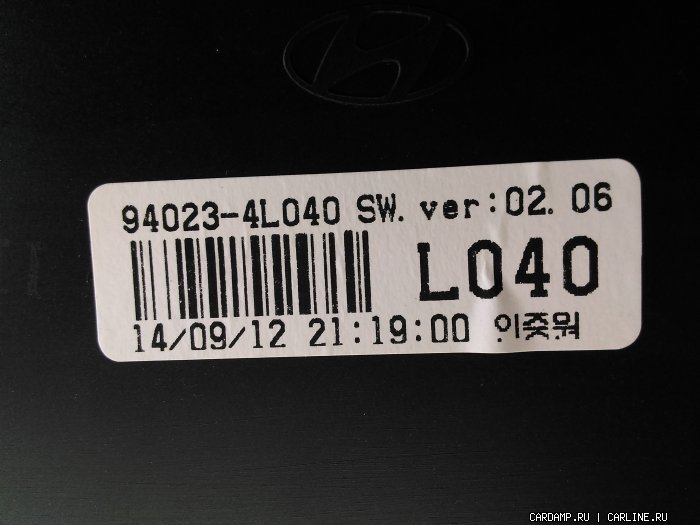 94023-4L040 SW. ver:02. 06
L040
14/09/12 21:19:00
CARDAMP.RU | CARLINE.RU